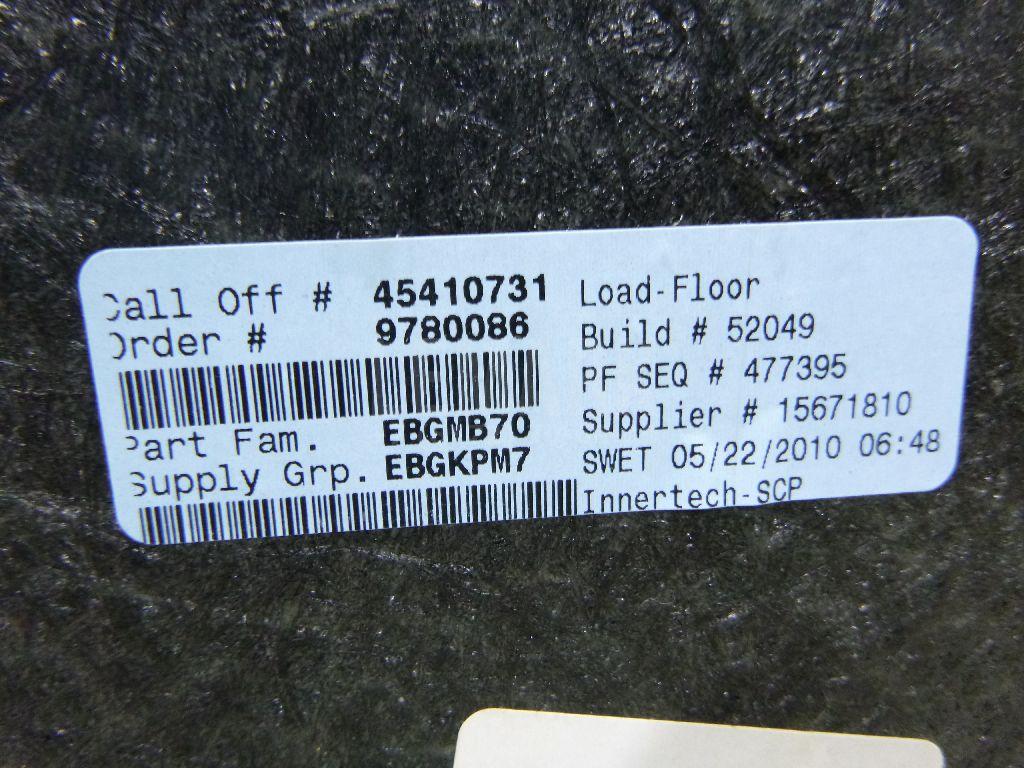 Call Off # 45410731
Order # 9780086
Part Fam. EBGMB70
Supply Grp. EBGKPM7
Load-Floor
Build # 52049
PF SEQ # 477395
Supplier # 15671810
SWET 05/22/2010 06:48
Innertech-SCP